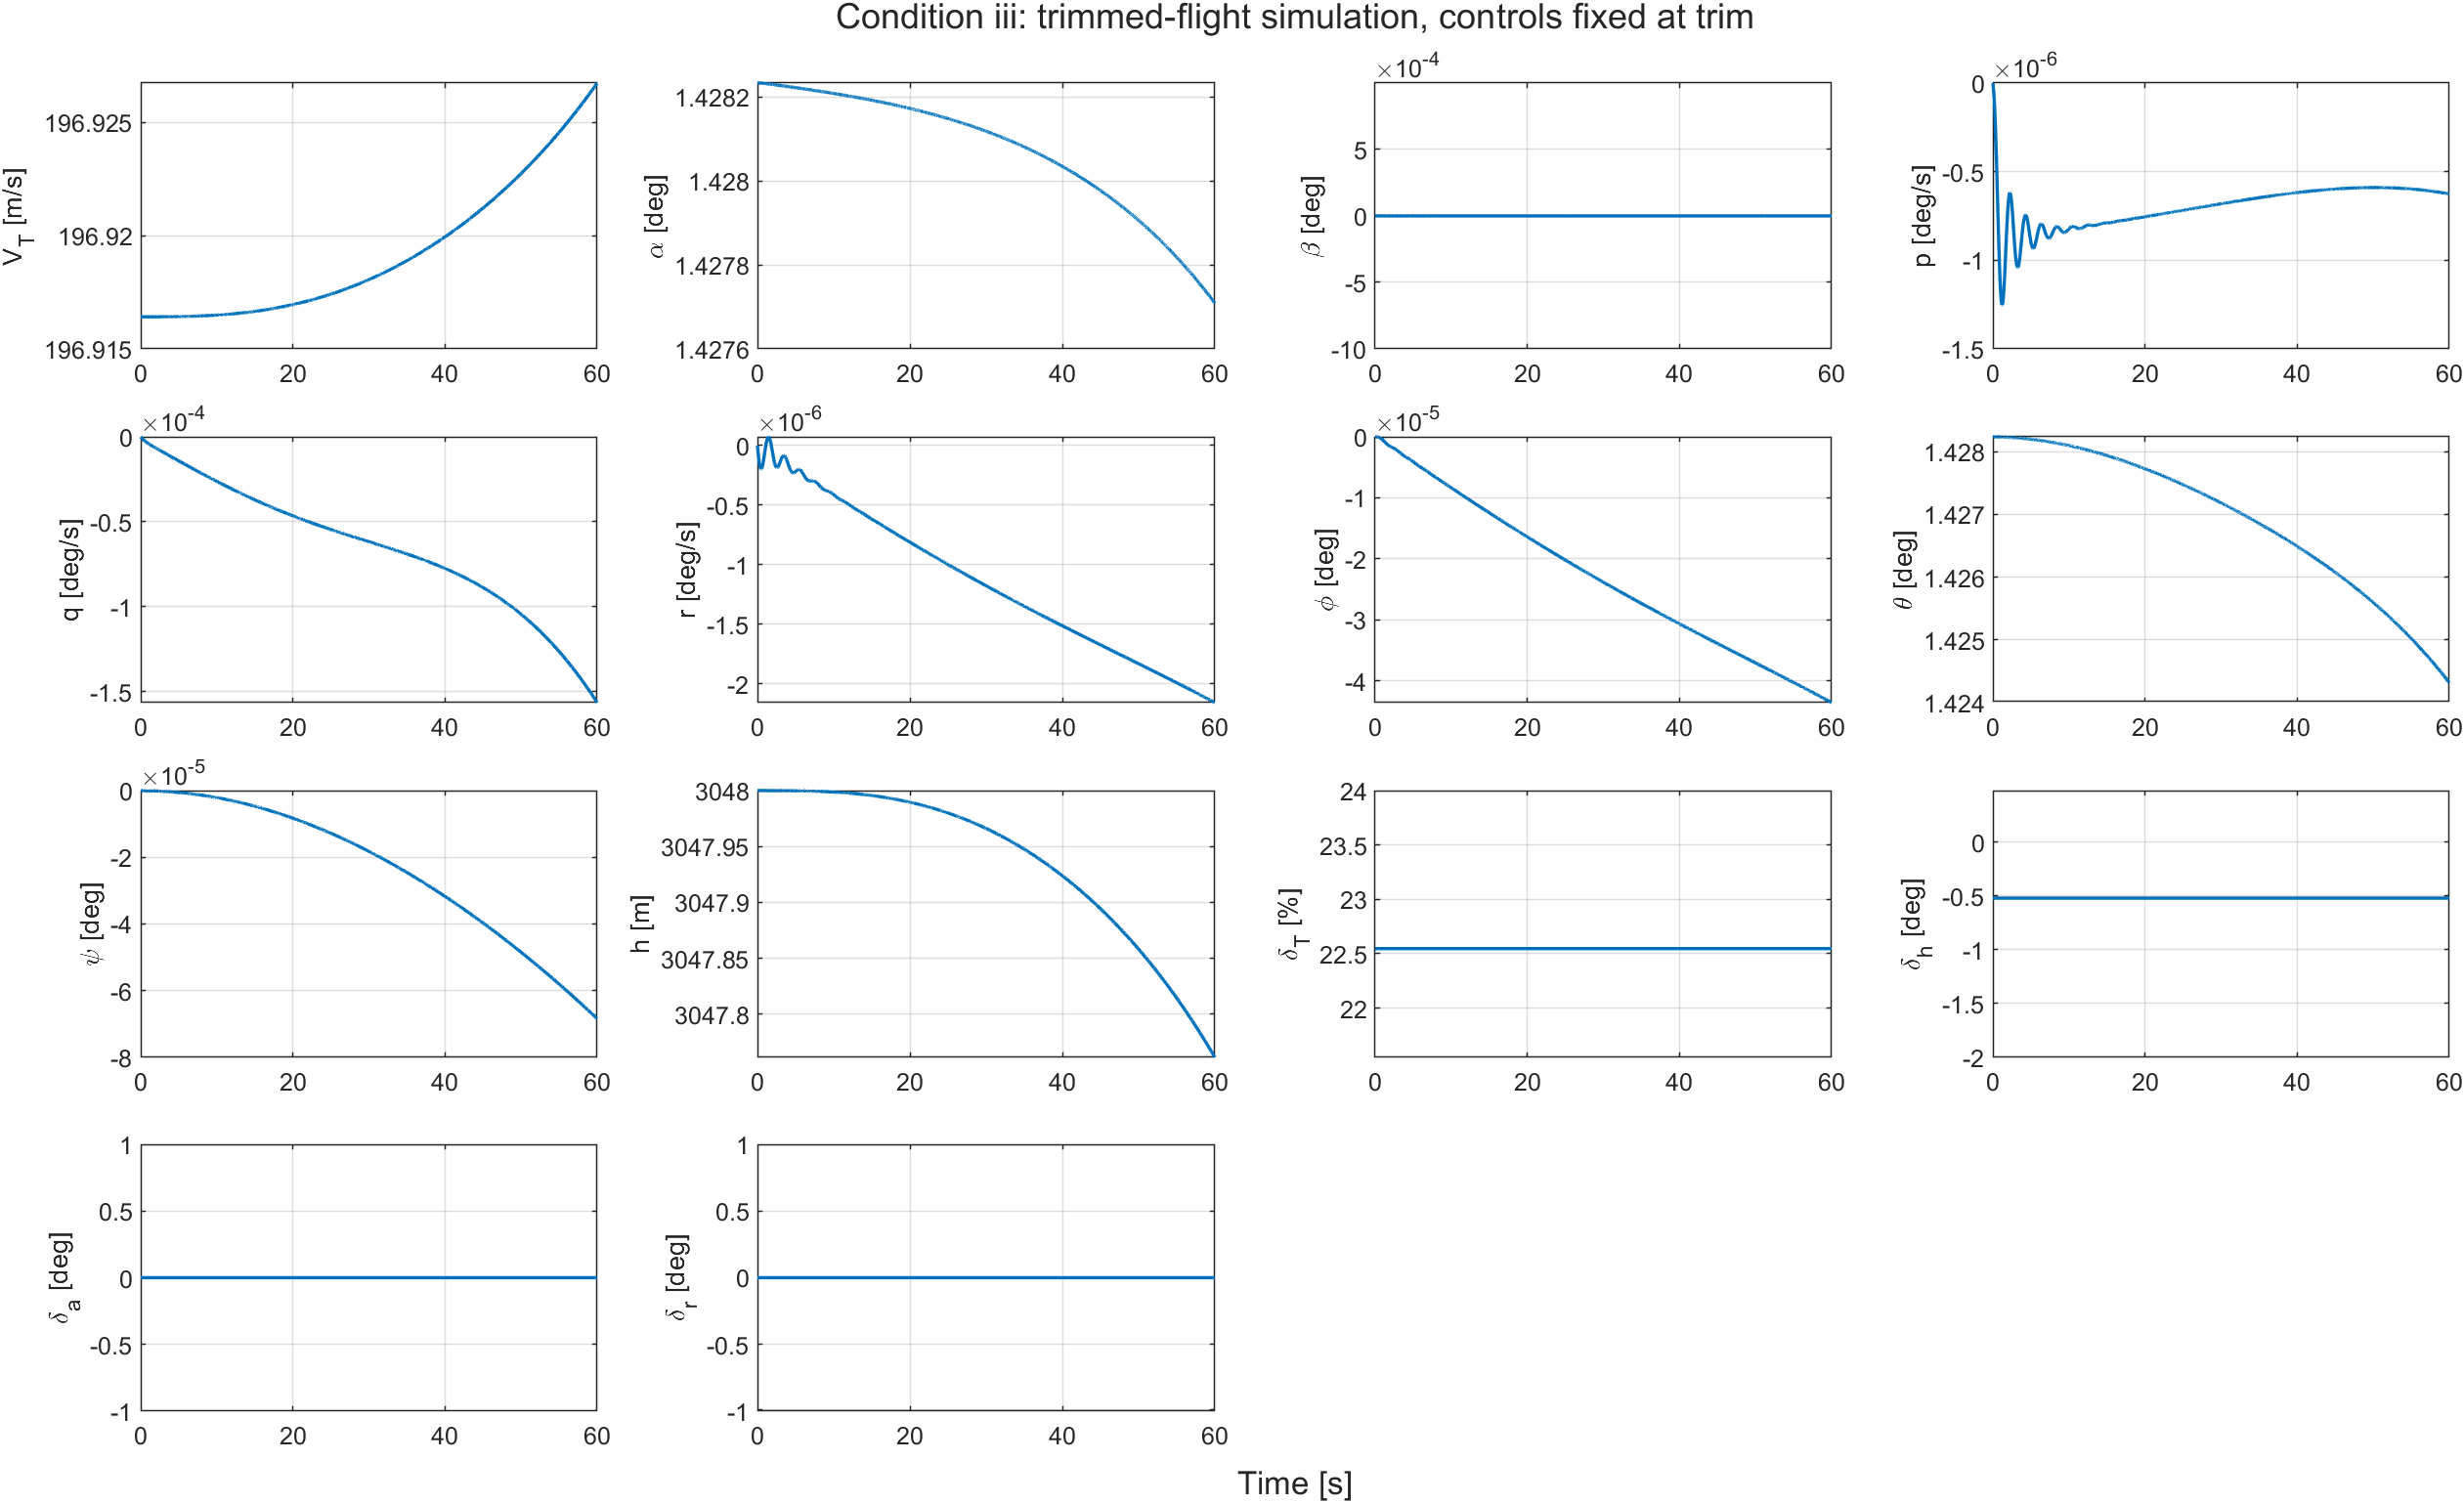 Condition iii: trimmed-flight simulation, controls fixed at trim
V_T [m/s]
196.925
196.92
196.915
0 20 40 60
α [deg]
1.4282
1.428
1.4278
1.4276
0 20 40 60
β [deg]
×10^-4
5
0
-5
-10
0 20 40 60
p [deg/s]
×10^-6
0
-0.5
-1
-1.5
0 20 40 60
q [deg/s]
×10^-4
0
-0.5
-1
-1.5
0 20 40 60
r [deg/s]
×10^-6
0
-0.5
-1
-1.5
-2
0 20 40 60
ϕ [deg]
×10^-5
0
-1
-2
-3
-4
0 20 40 60
θ [deg]
1.428
1.427
1.426
1.425
1.424
0 20 40 60
ψ [deg]
×10^-5
0
-2
-4
-6
-8
0 20 40 60
h [m]
3048
3047.95
3047.9
3047.85
3047.8
0 20 40 60
δ_T [%]
24
23.5
23
22.5
22
0 20 40 60
δ_h [deg]
0
-0.5
-1
-1.5
-2
0 20 40 60
δ_a [deg]
1
0.5
0
-0.5
-1
0 20 40 60
δ_r [deg]
1
0.5
0
-0.5
-1
0 20 40 60
Time [s]